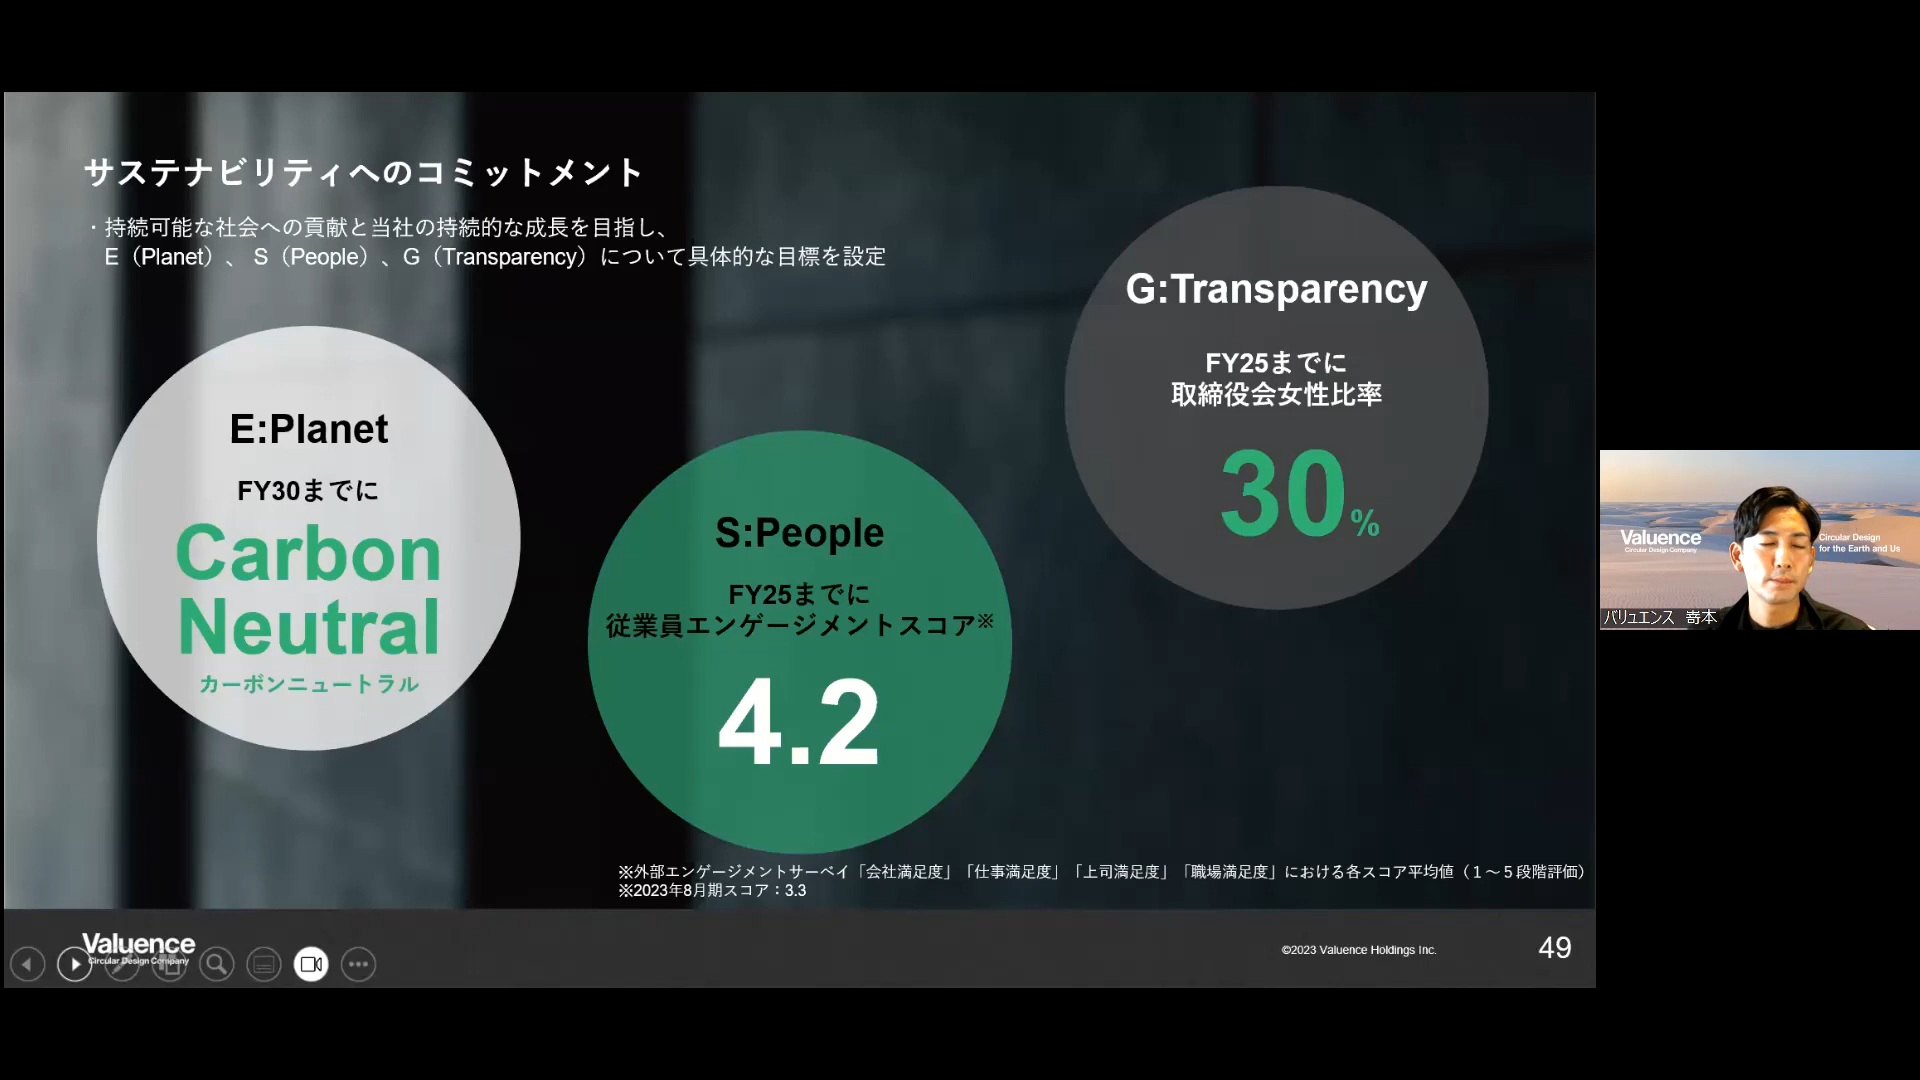 サステナビリティへのコミットメント
・持続可能な社会への貢献と当社の持続的な成長を目指し、
E（Planet）、 S（People）、G（Transparency）について具体的な目標を設定
E:Planet
FY30までに
Carbon
Neutral
カーボンニュートラル
S:People
FY25までに
従業員エンゲージメントスコア※
4.2
G:Transparency
FY25までに
取締役会女性比率
30%
※外部エンゲージメントサーベイ「会社満足度」「仕事満足度」「上司満足度」「職場満足度」における各スコア平均値（１～５段階評価）
※2023年8月期スコア：3.3
Valuence
Circular Design Company
©2023 Valuence Holdings Inc.
49
Valuence
Circular Design Company
Circular Design
for the Earth and Us
バリュエンス 嵜本